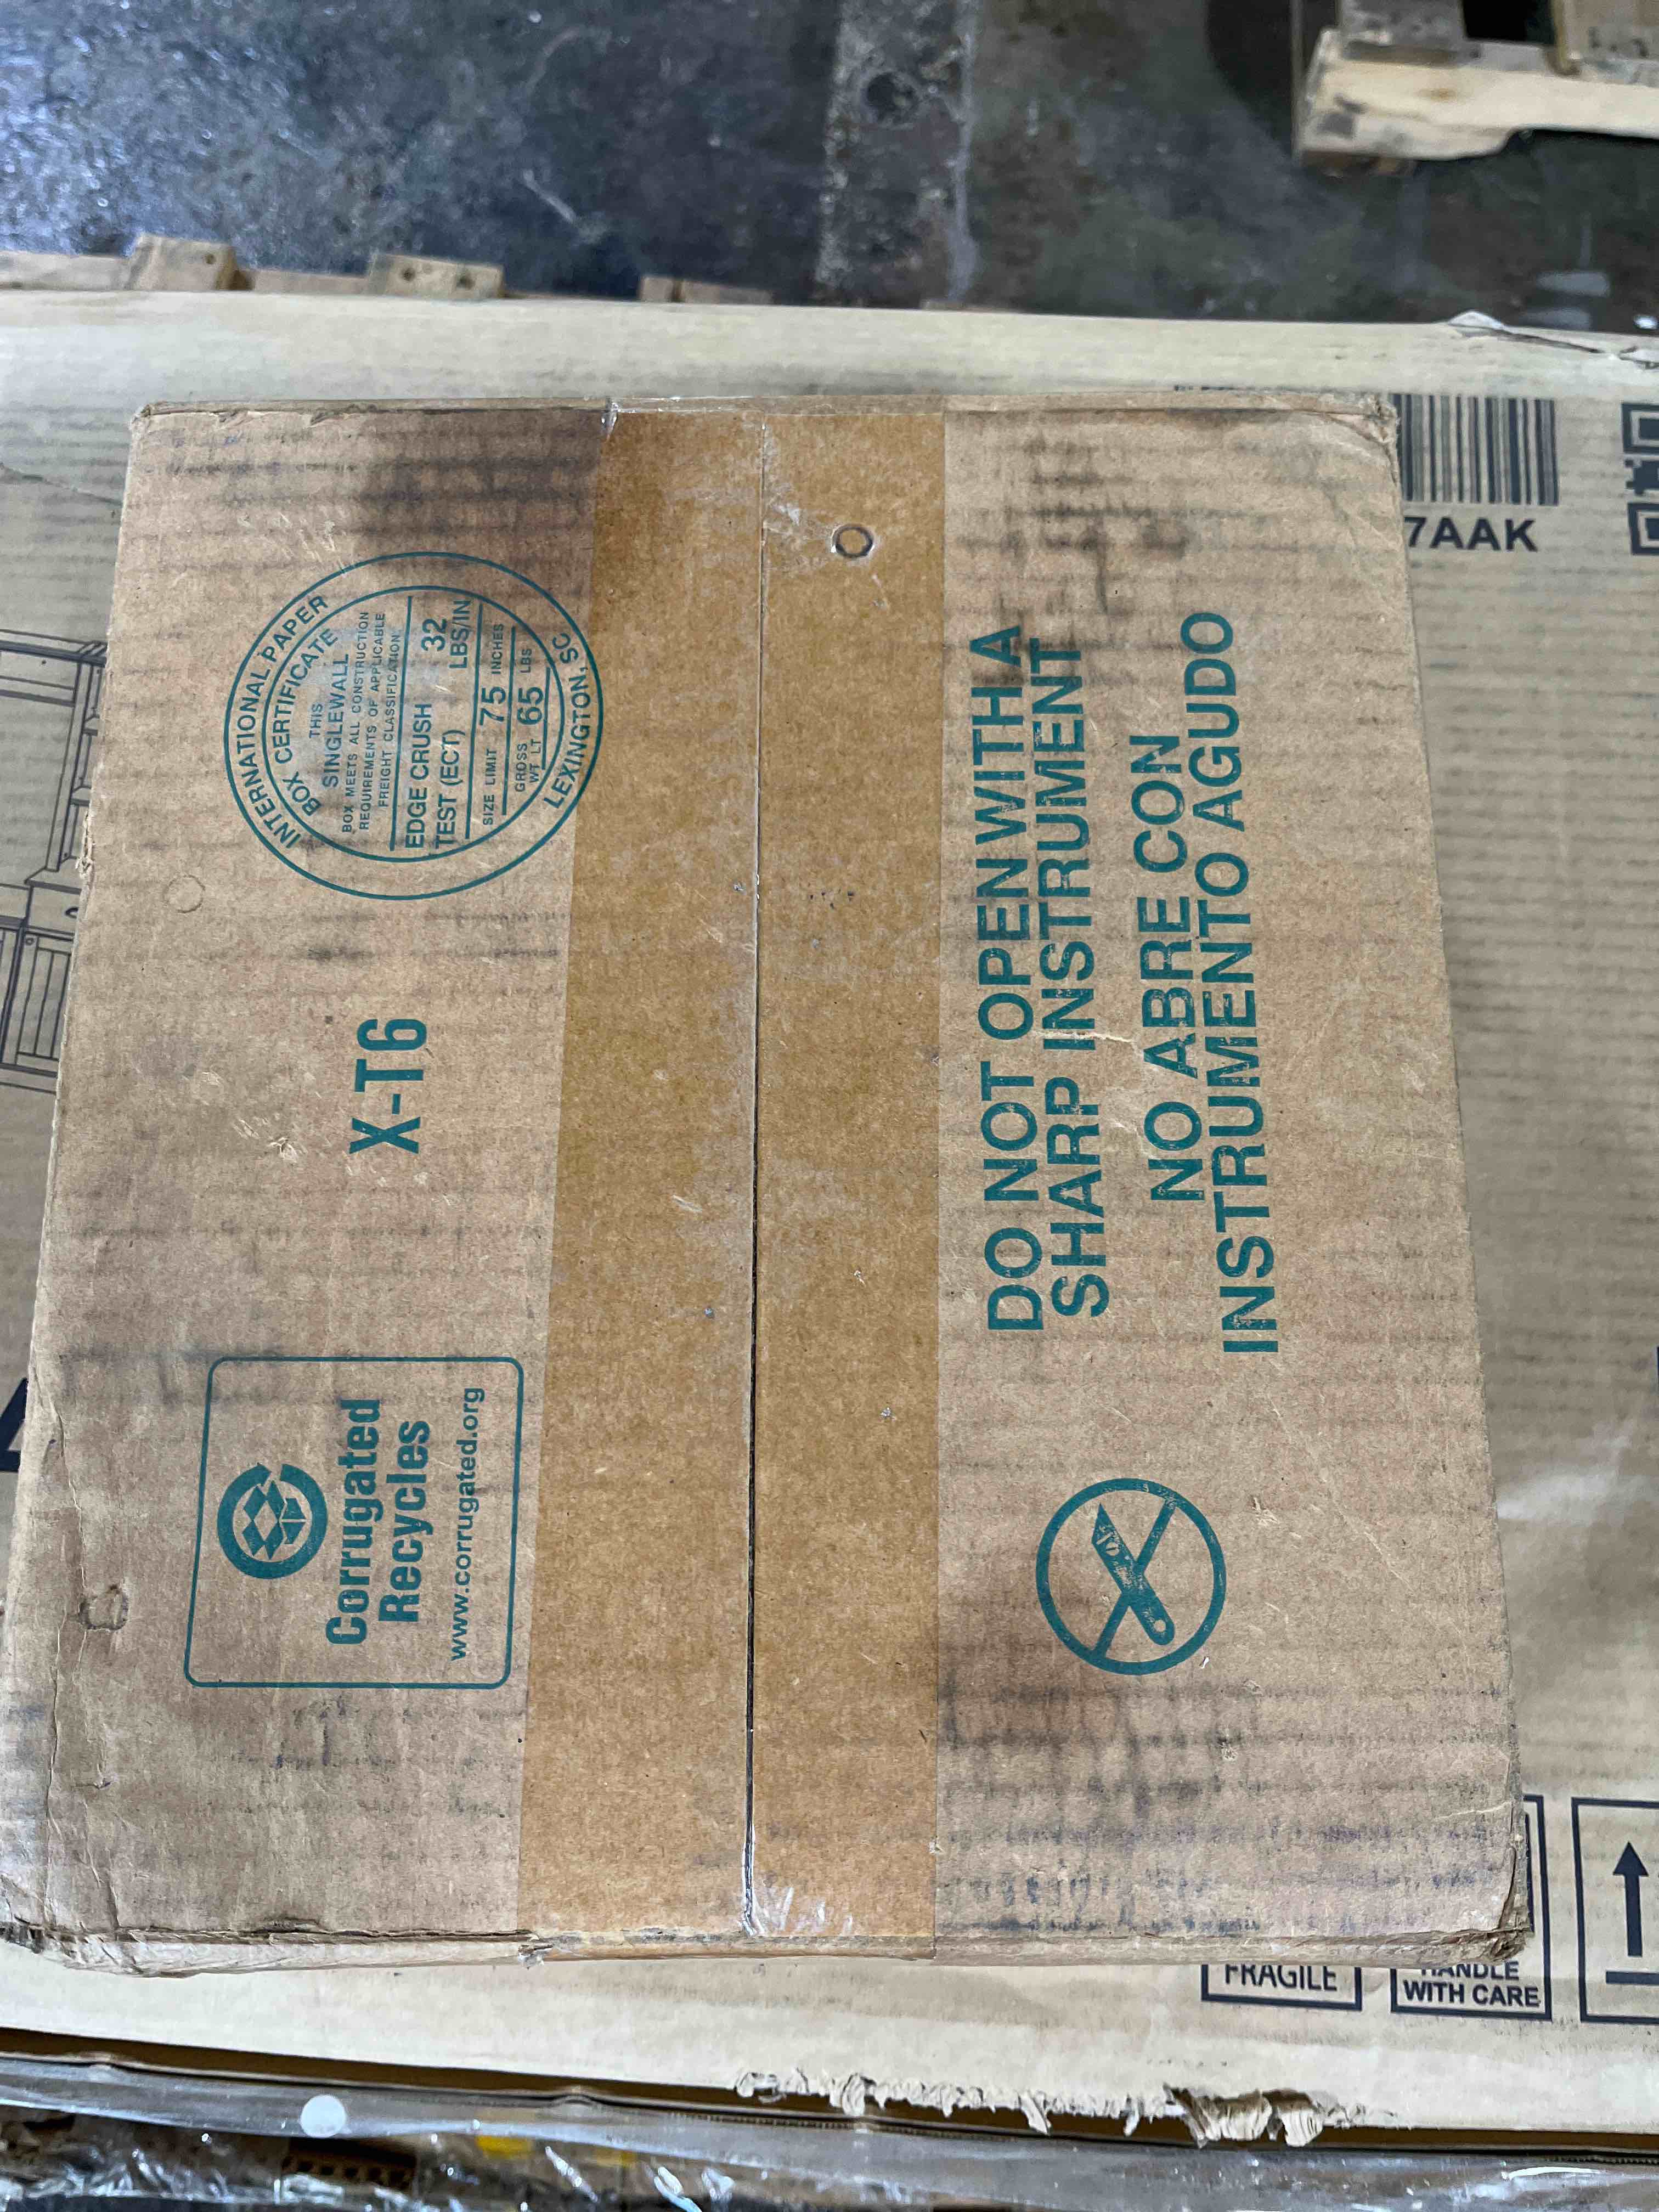 INTERNATIONAL PAPER
BOX CERTIFICATE
THIS
SINGLEWALL
BOX MEETS ALL CONSTRUCTION
REQUIREMENTS OF APPLICABLE
FREIGHT CLASSIFICATION
EDGE CRUSH 32
TEST (ECT) LBS/IN
SIZE LIMIT 75 INCHES
GROSS
WT LT 65 LBS
LEXINGTON, SC
X-T6
Corrugated
Recycles
www.corrugated.org
DO NOT OPEN WITH A
SHARP INSTRUMENT
NO ABRE CON
INSTRUMENTO AGUDO
7AAK
FRAGILE
HANDLE
WITH CARE